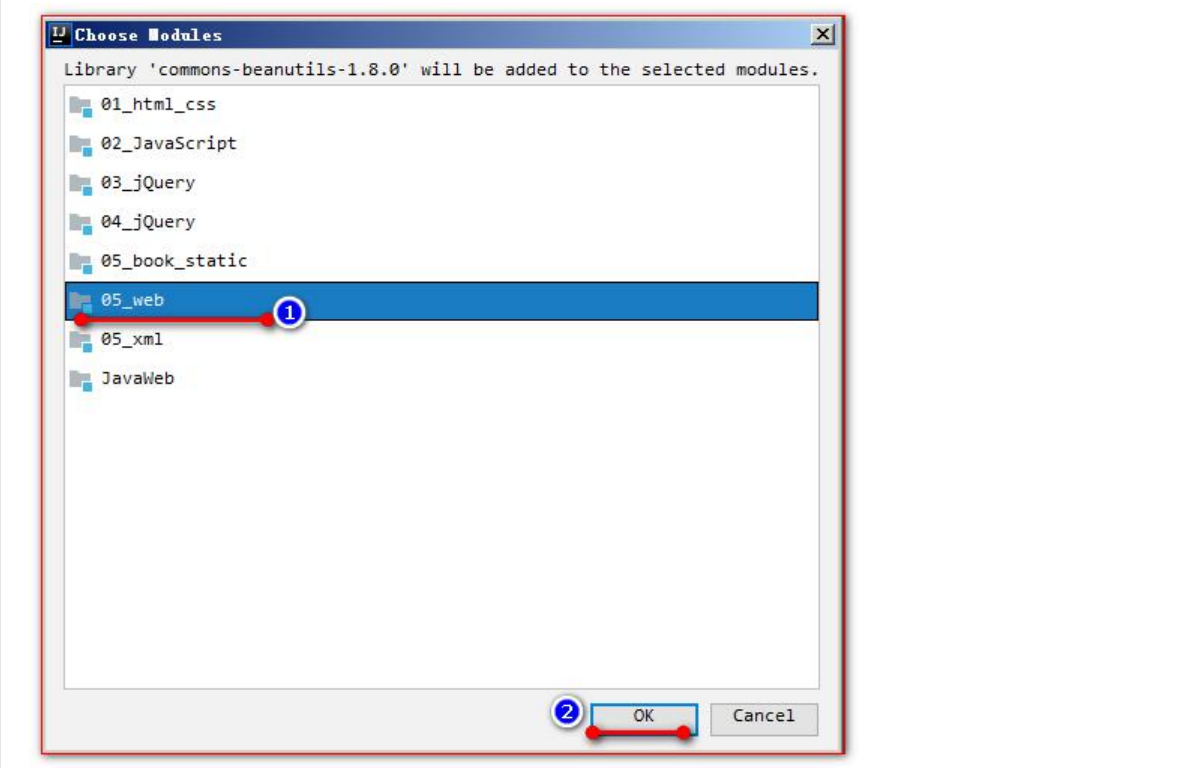 IJ Choose Modules
Library 'commons-beanutils-1.8.0' will be added to the selected modules.
01_html_css
02_JavaScript
03_jQuery
04_jQuery
05_book_static
05_web
1
05_xml
JavaWeb
2 OK Cancel